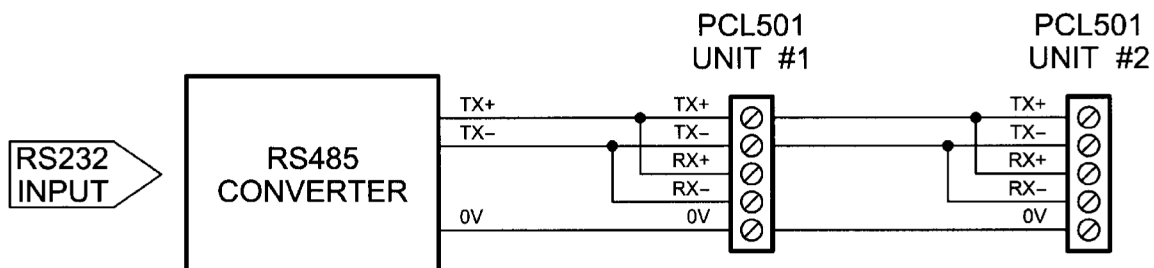 PCL501
UNIT #1
PCL501
UNIT #2
RS232
INPUT
RS485
CONVERTER
TX+
TX–
0V
TX+
TX–
RX+
RX–
0V
TX+
TX–
RX+
RX–
0V